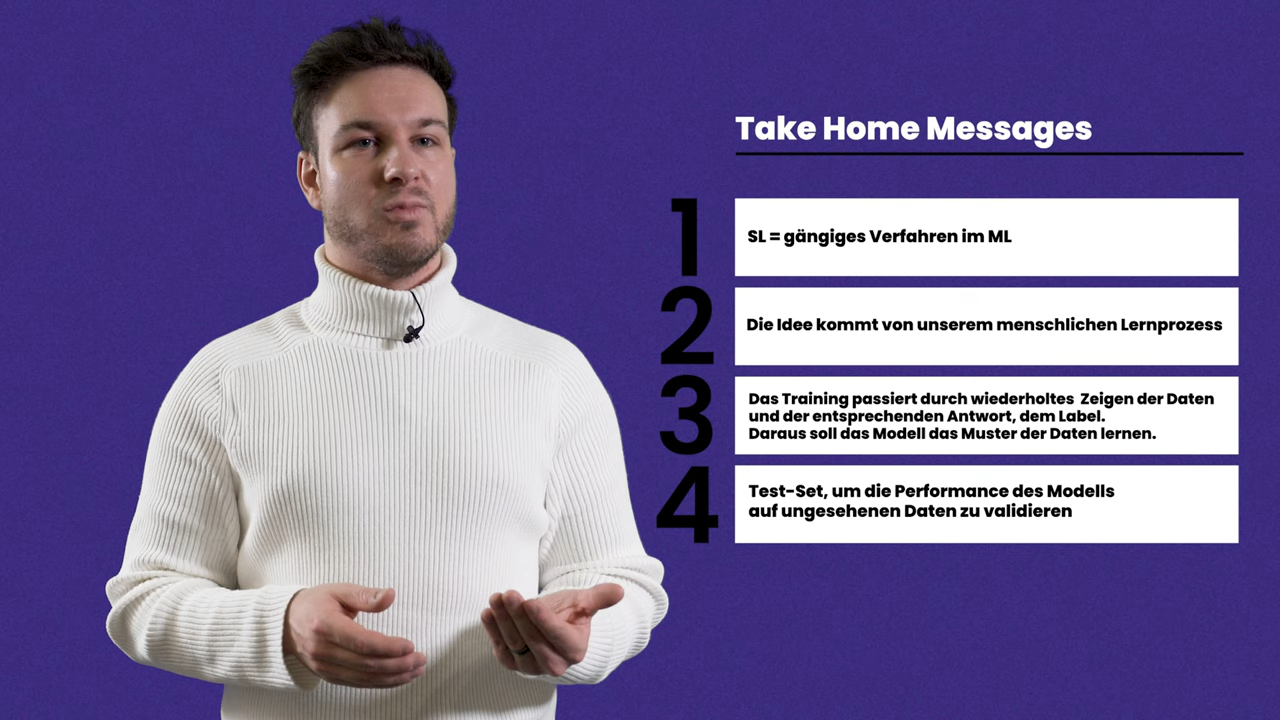 Take Home Messages
1
SL = gängiges Verfahren im ML
2
Die Idee kommt von unserem menschlichen Lernprozess
3
Das Training passiert durch wiederholtes Zeigen der Daten
und der entsprechenden Antwort, dem Label.
Daraus soll das Modell das Muster der Daten lernen.
4
Test-Set, um die Performance des Modells
auf ungesehenen Daten zu validieren